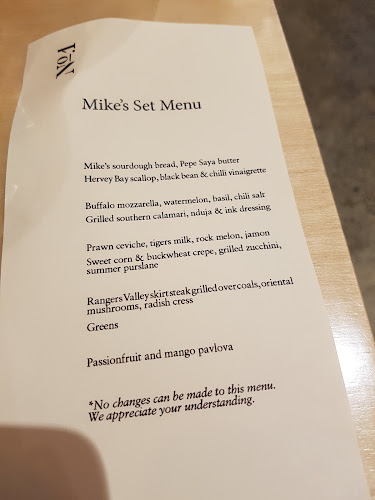 No.1
Mike's Set Menu
Mike's sourdough bread, Pepe Saya butter
Hervey Bay scallop, black bean & chilli vinaigrette
Buffalo mozzarella, watermelon, basil, chili salt
Grilled southern calamari, nduja & ink dressing
Prawn ceviche, tigers milk, rock melon, jamon
Sweet corn & buckwheat crepe, grilled zucchini,
summer purslane
Rangers Valley skirt steak grilled over coals, oriental
mushrooms, radish cress
Greens
Passionfruit and mango pavlova
*No changes can be made to this menu.
We appreciate your understanding.